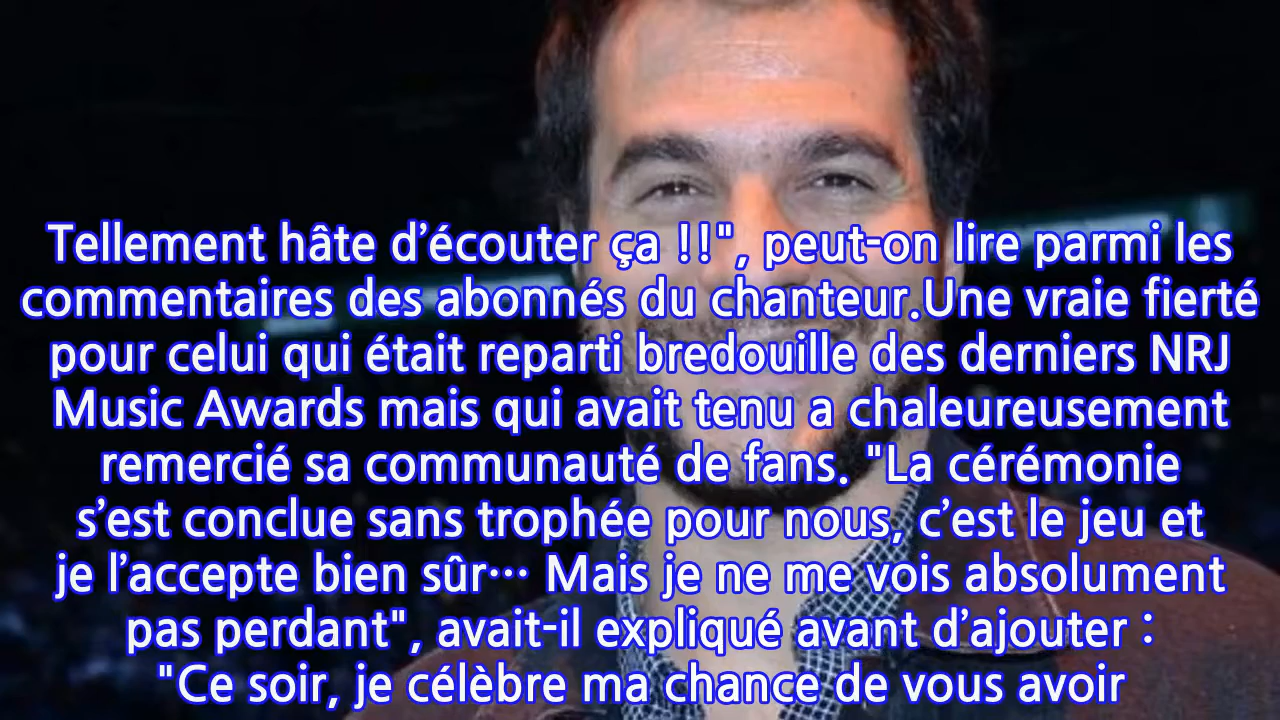 Tellement hâte d’écouter ça !!", peut-on lire parmi les
commentaires des abonnés du chanteur.Une vraie fierté
pour celui qui était reparti bredouille des derniers NRJ
Music Awards mais qui avait tenu a chaleureusement
remercié sa communauté de fans. "La cérémonie
s’est conclue sans trophée pour nous, c’est le jeu et
je l’accepte bien sûr… Mais je ne me vois absolument
pas perdant", avait-il expliqué avant d’ajouter :
"Ce soir, je célèbre ma chance de vous avoir